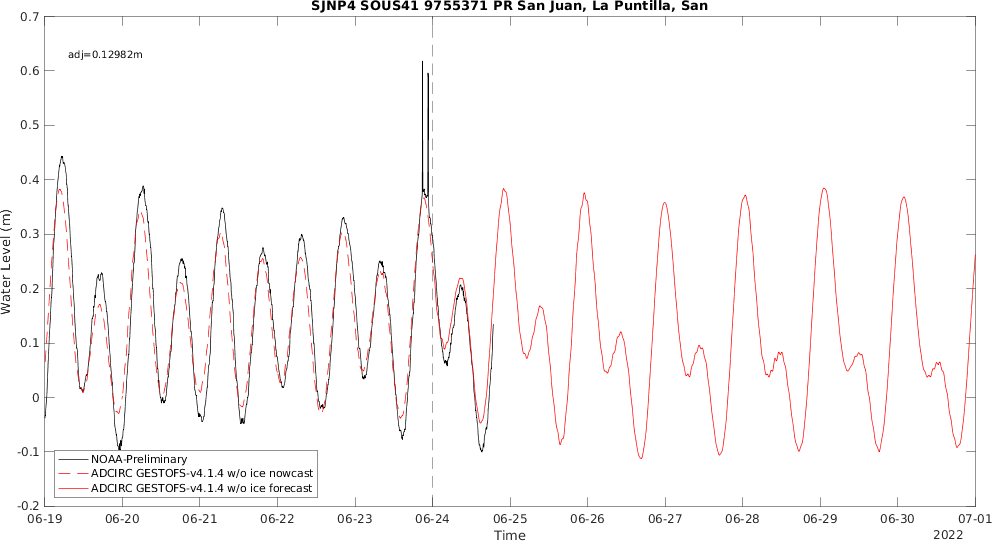 SJNP4 SOUS41 9755371 PR San Juan, La Puntilla, San
adj=0.12982m
0.7
0.6
0.5
0.4
0.3
0.2
0.1
0
-0.1
-0.2
Water Level (m)
NOAA-Preliminary
ADCIRC GESTOFS-v4.1.4 w/o ice nowcast
ADCIRC GESTOFS-v4.1.4 w/o ice forecast
06-19 06-20 06-21 06-22 06-23 06-24 06-25 06-26 06-27 06-28 06-29 06-30 07-01
Time
2022